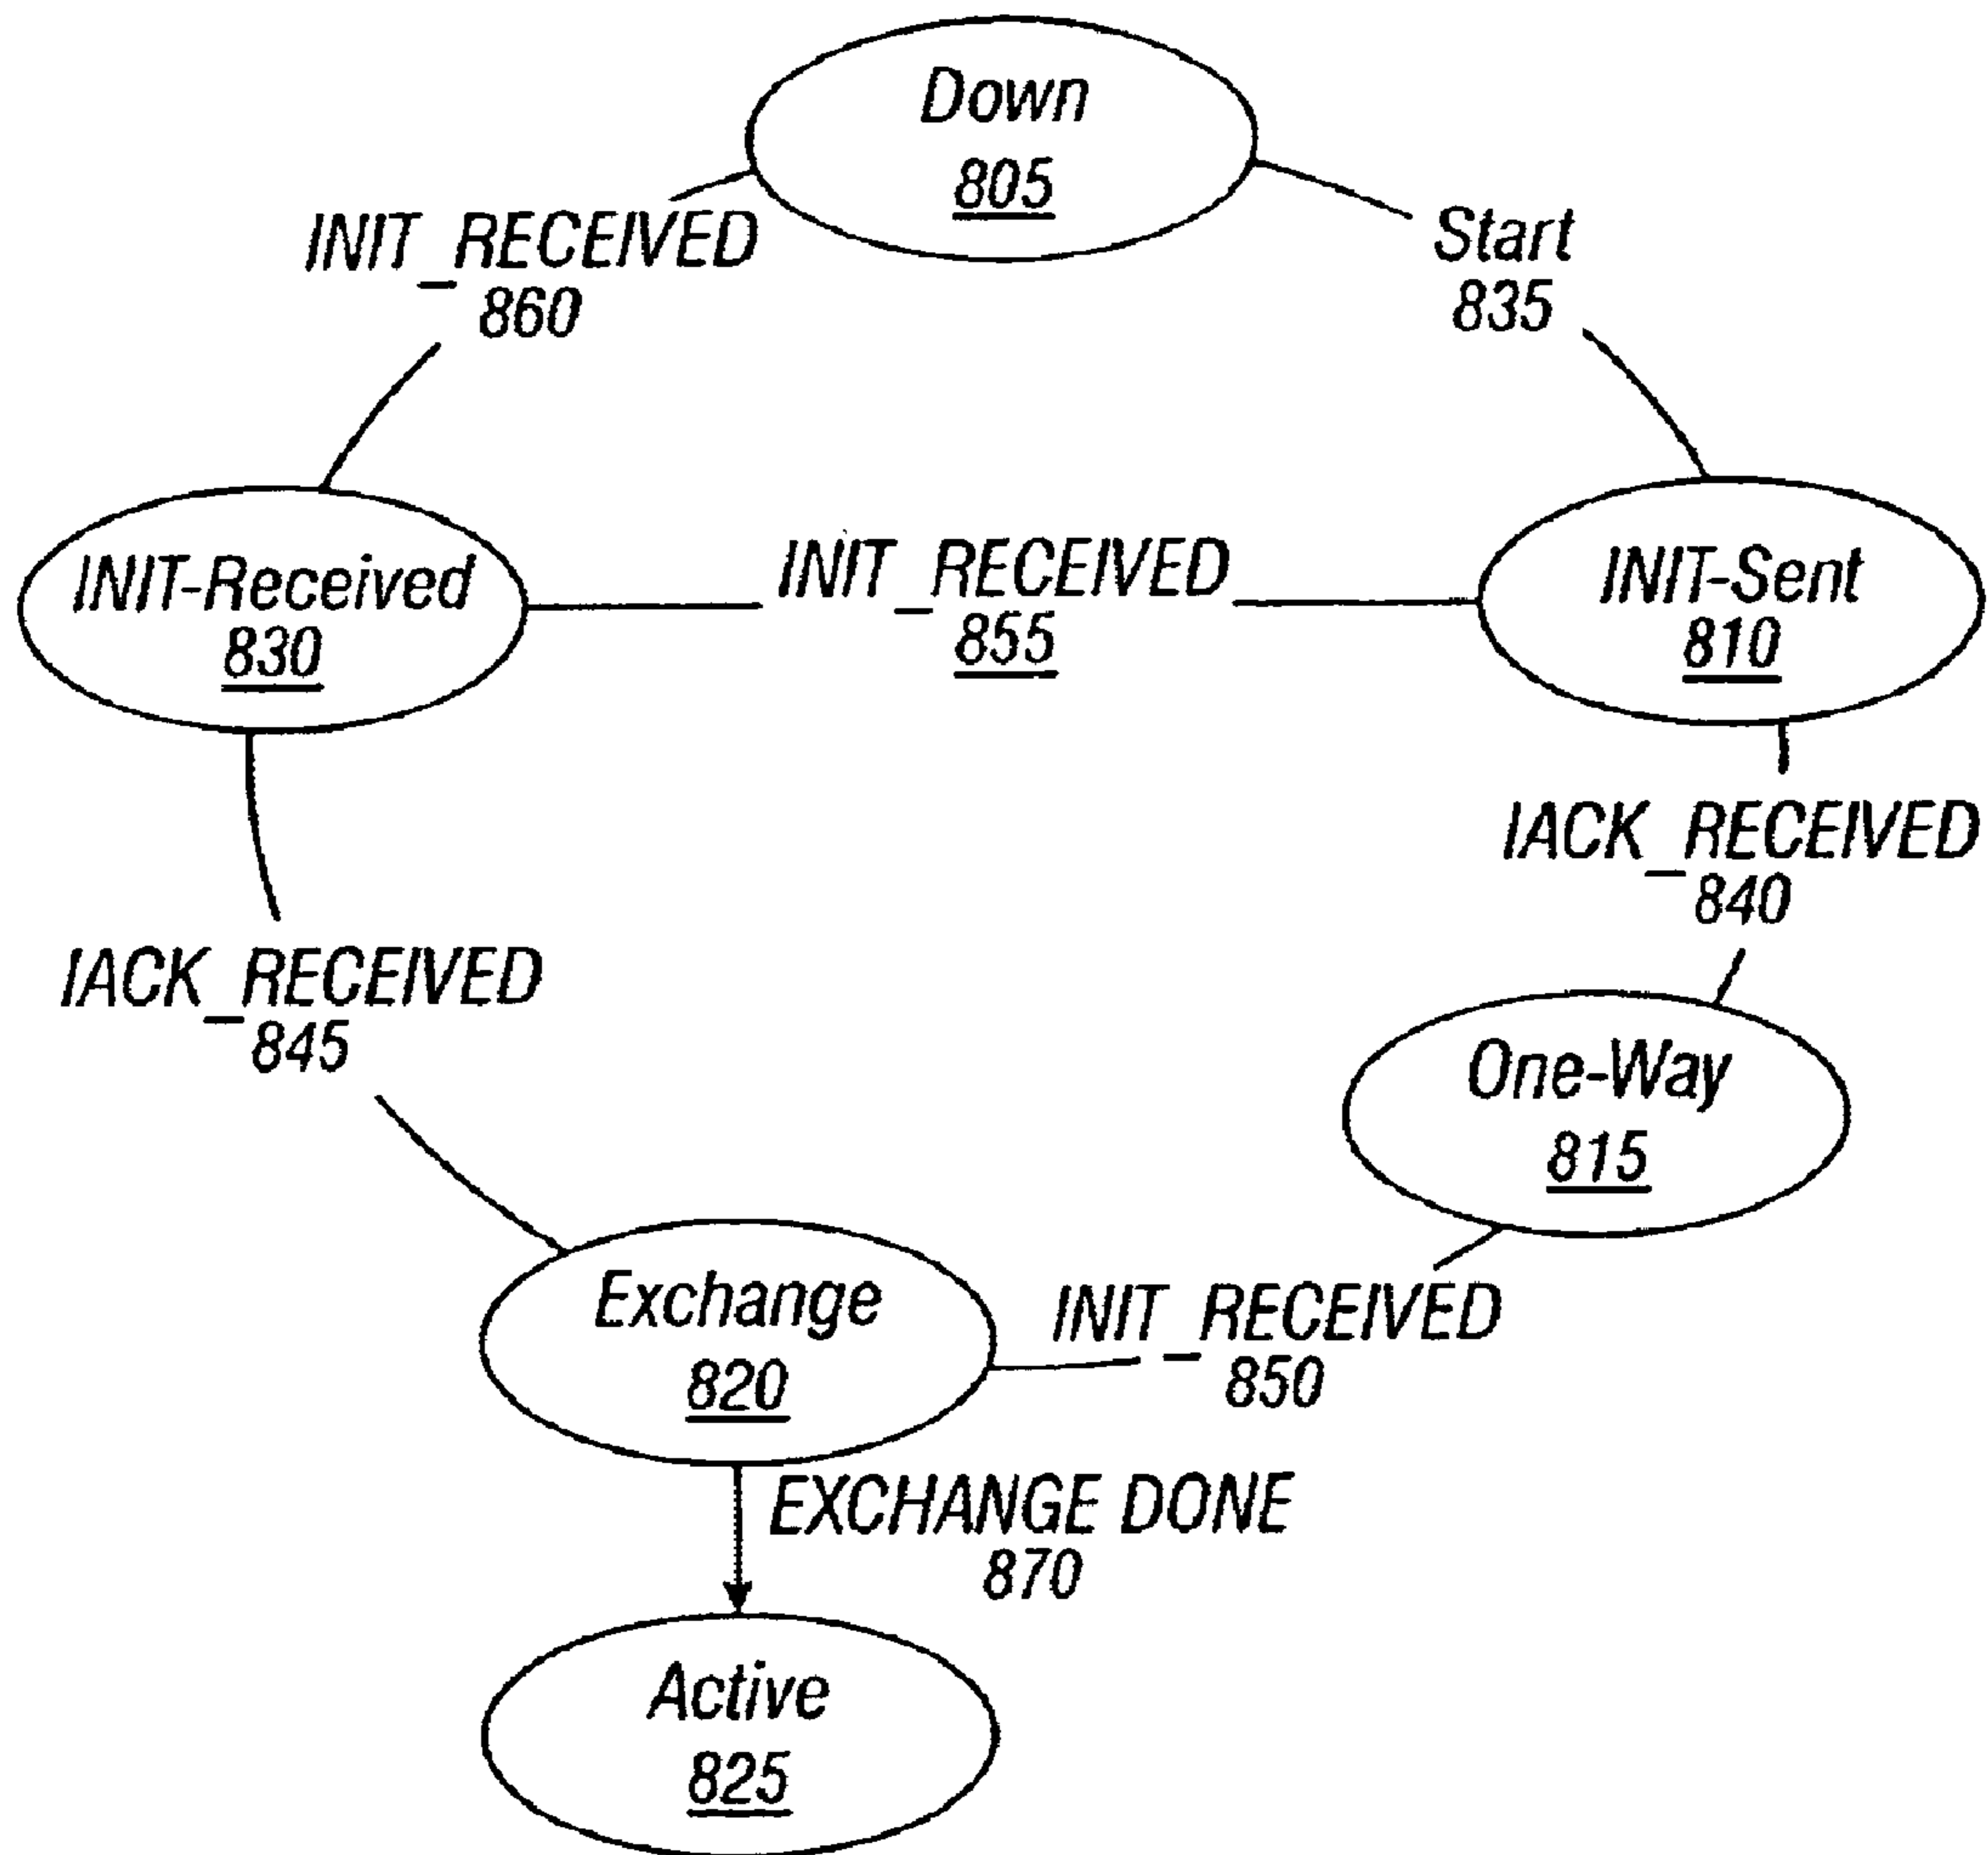 Down
805
INIT_RECEIVED
860
Start
835
INIT-Received
830
INIT_RECEIVED
855
INIT-Sent
810
IACK_RECEIVED
840
IACK_RECEIVED
845
One-Way
815
Exchange
820
INIT_RECEIVED
850
EXCHANGE DONE
870
Active
825